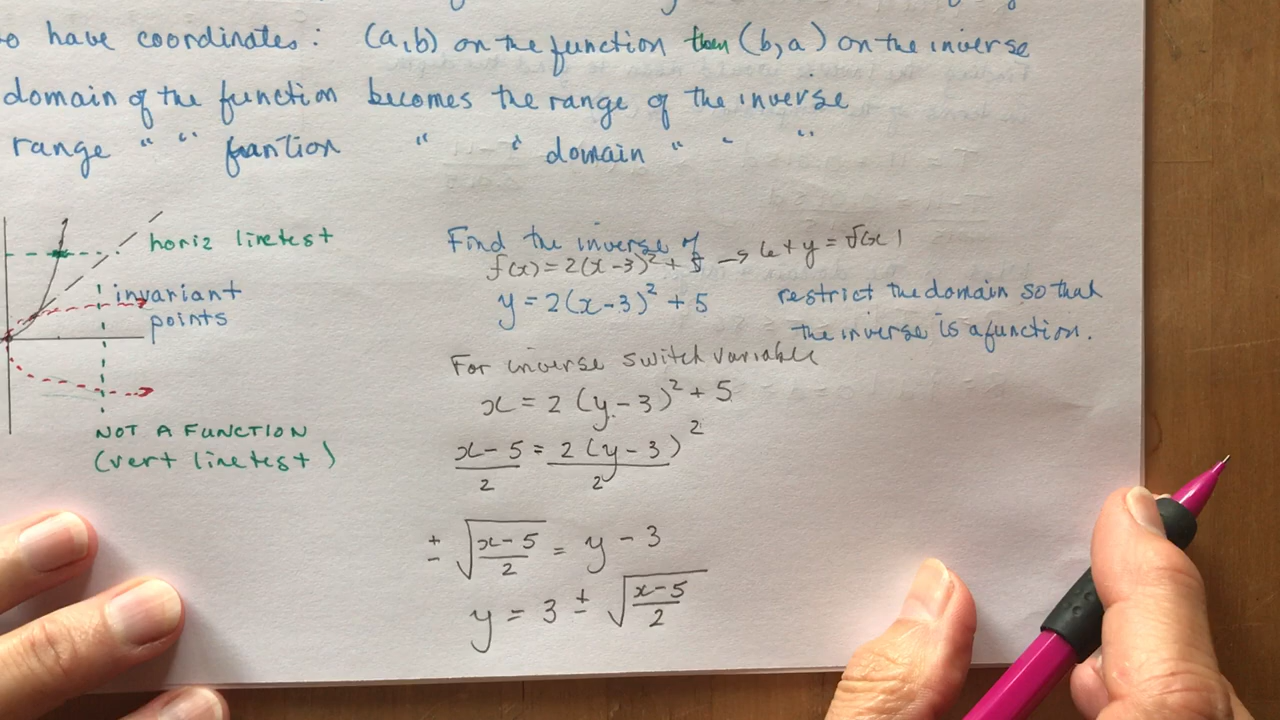 o have coordinates: (a,b) on the function then (b,a) on the inverse
domain of the function becomes the range of the inverse
range " " function " " domain " " "
horiz line test
invariant
points
NOT A FUNCTION
(vert line test)
Find the inverse of
f(x) = 2(x-3)² + 5 → let y = f(x)
y = 2(x-3)² + 5
restrict the domain so that
the inverse is a function.
For inverse switch variable
x = 2(y-3)² + 5
x-5 = 2(y-3)²
2 2
± √((x-5)/2) = y - 3
y = 3 ± √((x-5)/2)